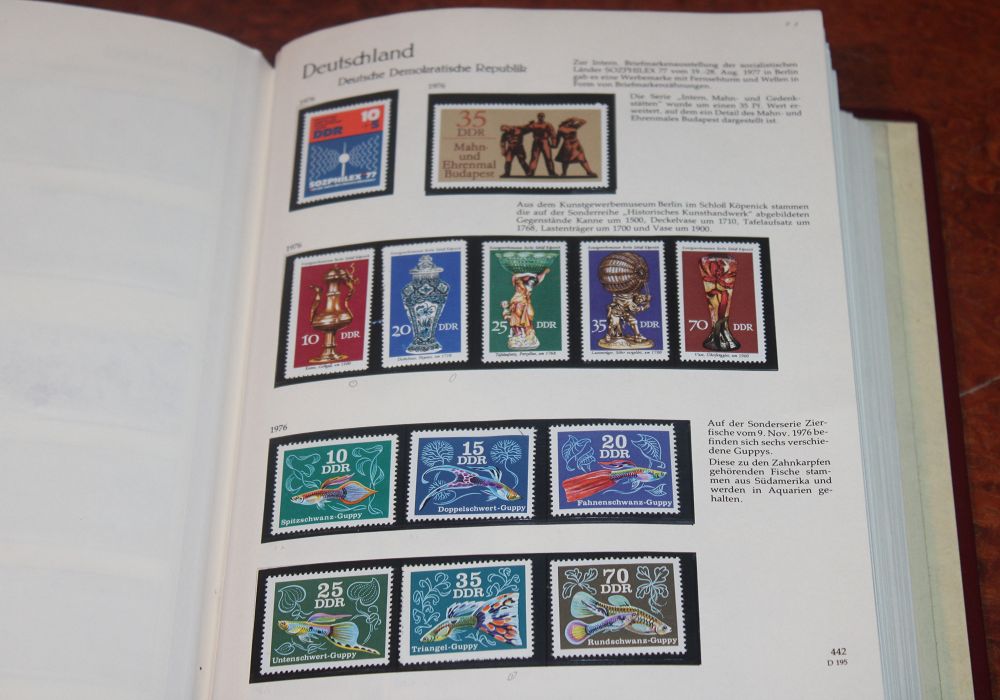 Deutschland
Deutsche Demokratische Republik
Zur Intern. Briefmarkenausstellung der sozialistischen
Länder SOZPHILEX 77 vom 19.-28. Aug. 1977 in Berlin
gab es eine Werbemarke mit Fernsehturm und Wellen in
Form von Briefmarkenzähnungen.
Die Serie „Intern. Mahn- und Gedenk-
stätten" wurde um einen 35 Pf. Wert er-
weitert, auf dem ein Detail des Mahn- und
Ehrenmales Budapest dargestellt ist.
1976
10
+5
DDR
SOZPHILEX 77
1976
35
DDR
Mahn-
und
Ehrenmal
Budapest
Aus dem Kunstgewerbemuseum Berlin im Schloß Köpenick stammen
die auf der Sonderreihe „Historisches Kunsthandwerk" abgebildeten
Gegenstände Kanne um 1500, Deckelvase um 1710, Tafelaufsatz um
1768, Lastenträger um 1700 und Vase um 1900.
1976
10 DDR
20 DDR
25 DDR
35 DDR
70 DDR
1976
10
DDR
Spitzschwanz-Guppy
15
DDR
Doppelschwert-Guppy
20
DDR
Fahnenschwanz-Guppy
Auf der Sonderserie Zier-
fische vom 9. Nov. 1976 be-
finden sich sechs verschie-
dene Guppys.
Diese zu den Zahnkarpfen
gehörenden Fische stam-
men aus Südamerika und
werden in Aquarien ge-
halten.
25
DDR
Untenschwert-Guppy
35
DDR
Triangel-Guppy
70
DDR
Rundschwanz-Guppy
442
D 195